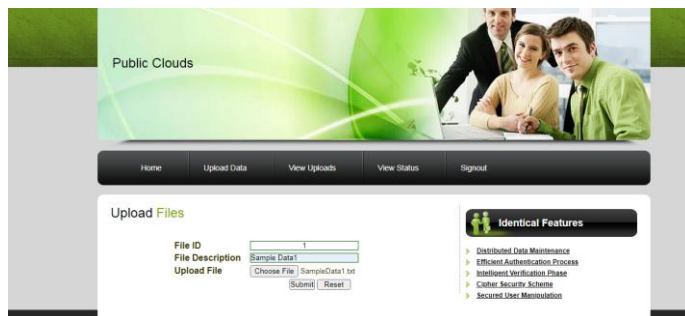 Public Clouds
Home Upload Data View Uploads View Status Signout
Upload Files
File ID 1
File Description Sample Data1
Upload File Choose File SampleData1.txt
Submit Reset
Identical Features
Distributed Data Maintenance
Efficient Authentication Process
Intelligent Verification Phase
Cipher Security Scheme
Secured User Manipulation